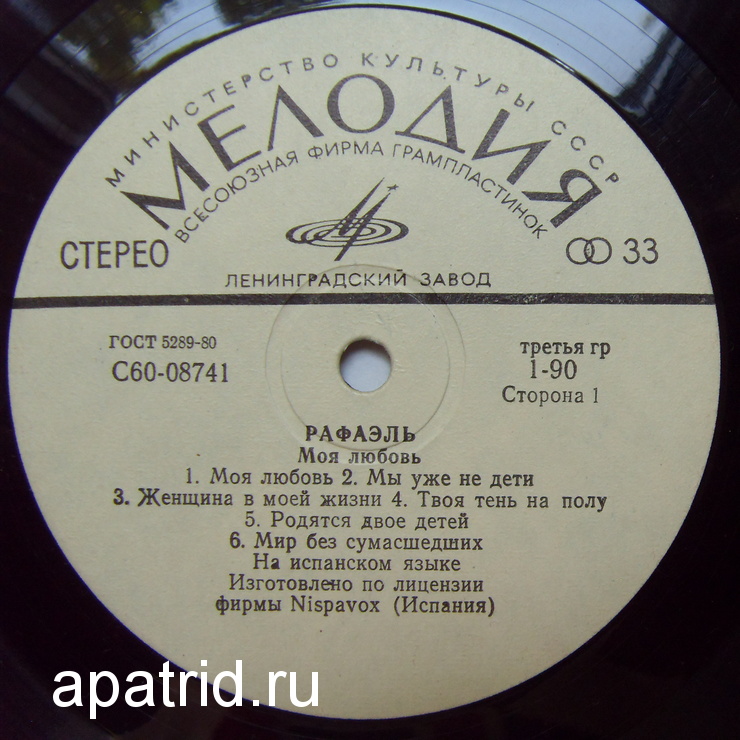 МИНИСТЕРСТВО КУЛЬТУРЫ СССР
МЕЛОДИЯ
ВСЕСОЮЗНАЯ ФИРМА ГРАМПЛАСТИНОК
СТЕРЕО
33
ЛЕНИНГРАДСКИЙ ЗАВОД
ГОСТ 5289-80
третья гр
С60-08741
1-90
Сторона 1
РАФАЭЛЬ
Моя любовь
1. Моя любовь 2. Мы уже не дети
3. Женщина в моей жизни 4. Твоя тень на полу
5. Родятся двое детей
6. Мир без сумасшедших
На испанском языке
Изготовлено по лицензии
фирмы Nispavox (Испания)
apatrid.ru